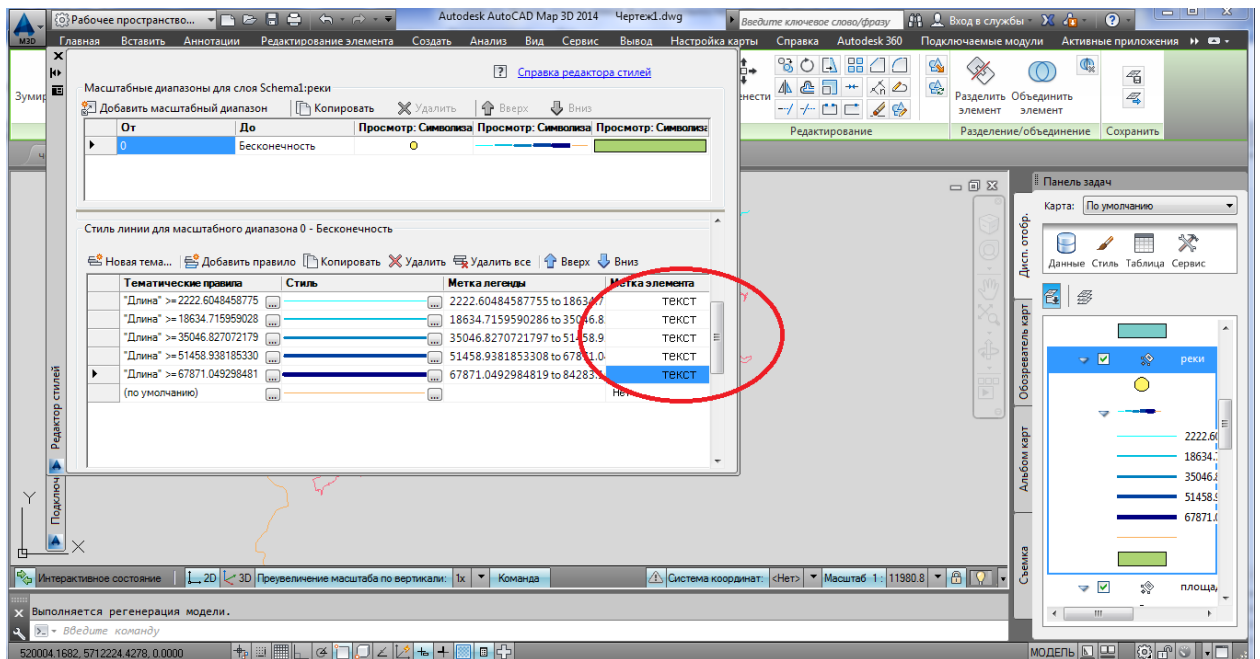 Рабочее пространство... Autodesk AutoCAD Map 3D 2014 Чертеж1.dwg Введите ключевое слово/фразу Вход в службы
M3D Главная Вставить Аннотации Редактирование элемента Создать Анализ Вид Сервис Вывод Настройка карты Справка Autodesk 360 Подключаемые модули Активные приложения
Справка редактора стилей
Масштабные диапазоны для слоя Schema1:реки
Добавить масштабный диапазон Копировать Удалить Вверх Вниз
От До Просмотр: Символиза Просмотр: Символиза Просмотр: Символиза
0 Бесконечность
Разделить элемент Объединить элемент
Редактирование Разделение/объединение Сохранить
Стиль линии для масштабного диапазона 0 - Бесконечность
Новая тема... Добавить правило Копировать Удалить Удалить все Вверх Вниз
Тематические правила Стиль Метка легенды Метка элемента
"Длина" >=2222.6048458775 ... ... 2222.60484587755 to 18634.7 текст
"Длина" >=18634.715959028 ... ... 18634.7159590286 to 35046.8 текст
"Длина" >=35046.827072179 ... ... 35046.8270721797 to 51458.9 текст
"Длина" >=51458.938185330 ... ... 51458.9381853308 to 67871.0 текст
"Длина" >=67871.049298481 ... ... 67871.0492984819 to 84283. текст
(по умолчанию) ... ... Нет
Редактор стилей
Панель задач
Карта: По умолчанию
Данные Стиль Таблица Сервис
Дисп. отобр.
Обозреватель карт
Альбом карт
Съемка
реки
2222.60
18634.
35046.8
51458.9
67871.0
площа
Интерактивное состояние 2D 3D Преувеличение масштаба по вертикали: 1x Команда Система координат: <Нет> Масштаб 1 : 11980.8
Выполняется регенерация модели.
Введите команду
520004.1682, 5712224.4278, 0.0000 МОДЕЛЬ